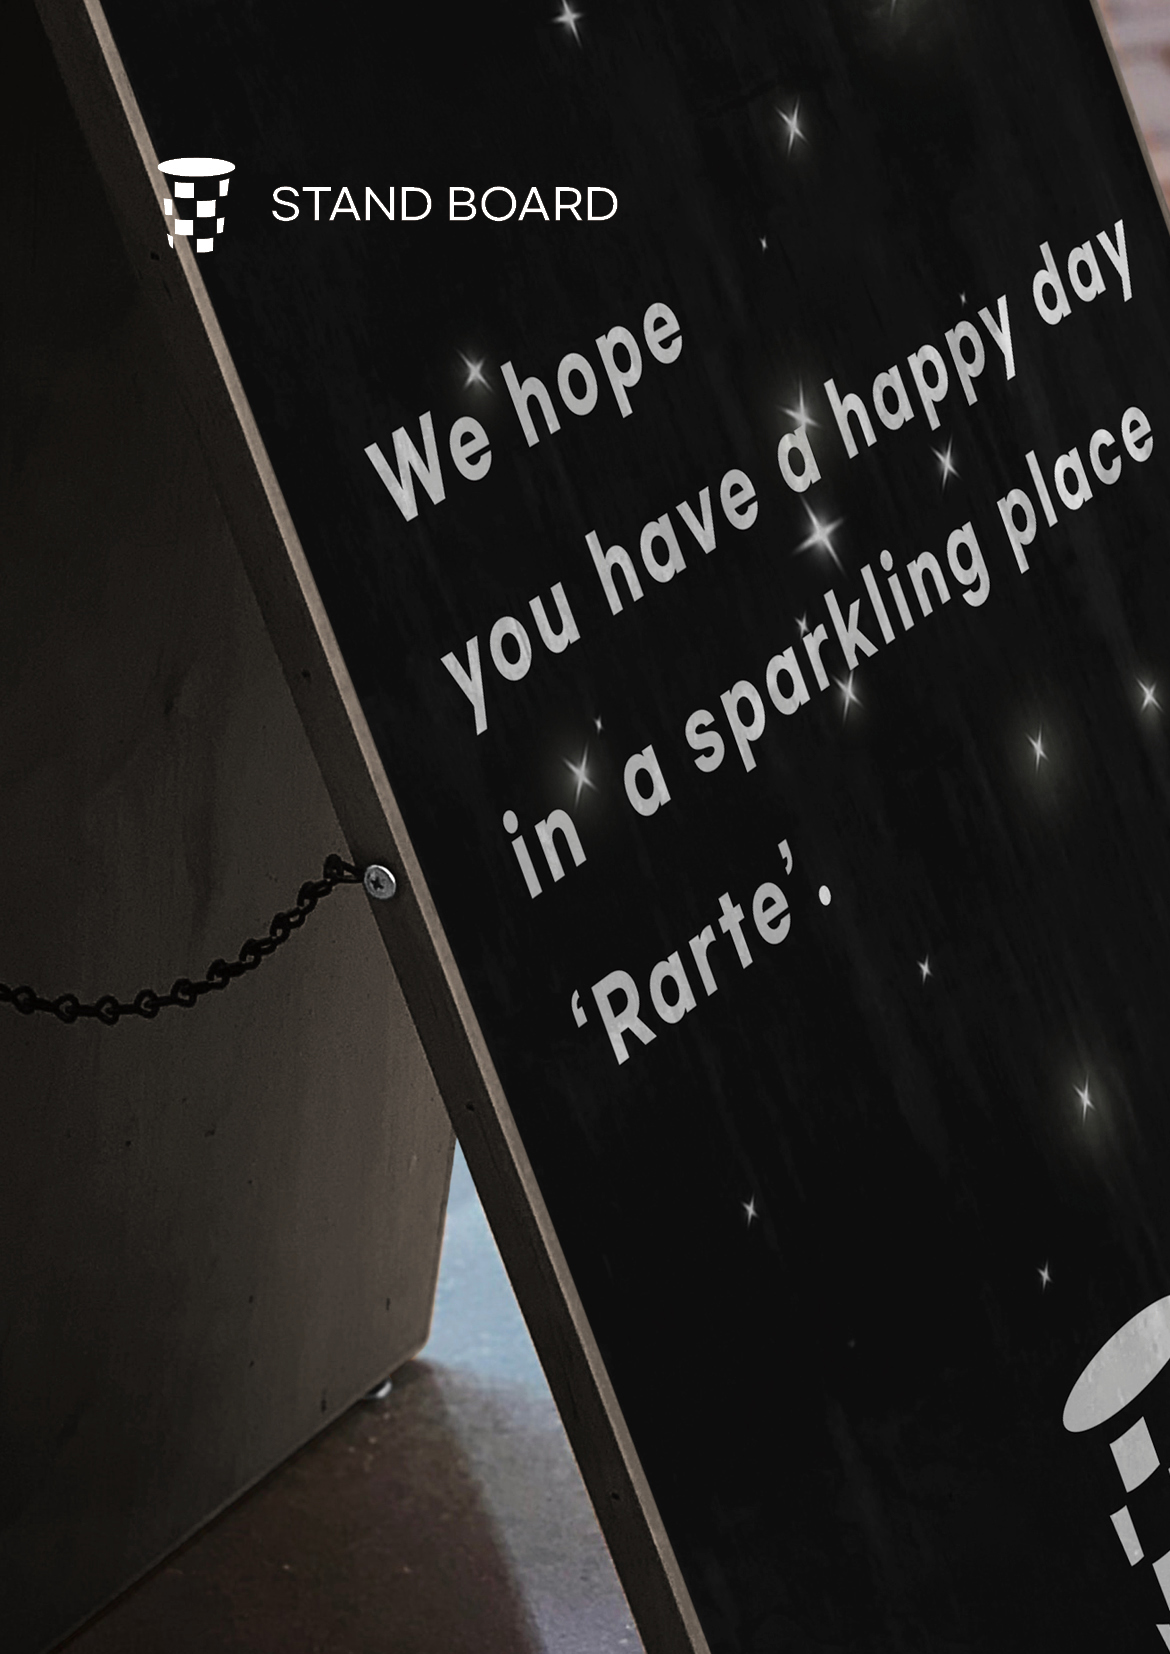 STAND BOARD
We hope
you have a happy day
in a sparkling place
‘Rarte’.